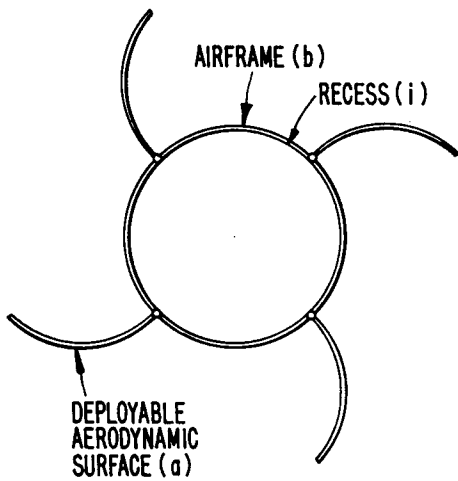 AIRFRAME (b)
RECESS (i)
DEPLOYABLE
AERODYNAMIC
SURFACE (a)